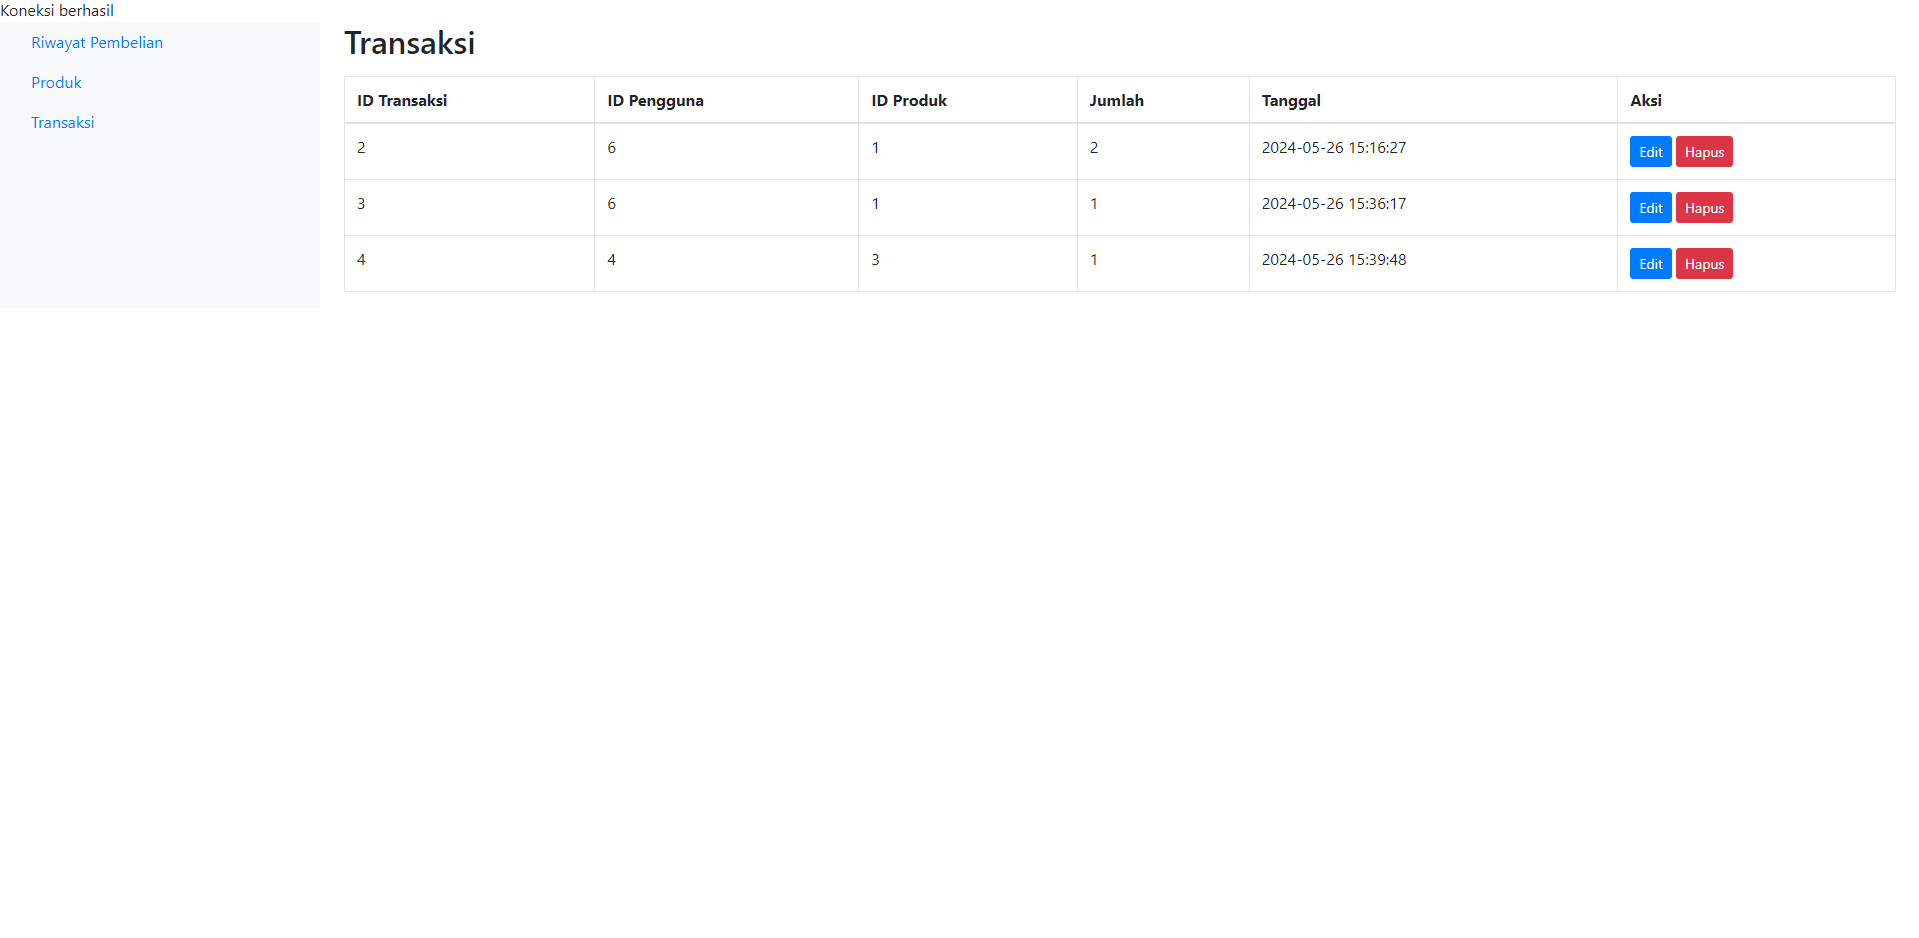 Koneksi berhasil
Riwayat Pembelian
Produk
Transaksi
Transaksi
ID Transaksi ID Pengguna ID Produk Jumlah Tanggal Aksi
2 6 1 2 2024-05-26 15:16:27 Edit Hapus
3 6 1 1 2024-05-26 15:36:17 Edit Hapus
4 4 3 1 2024-05-26 15:39:48 Edit Hapus